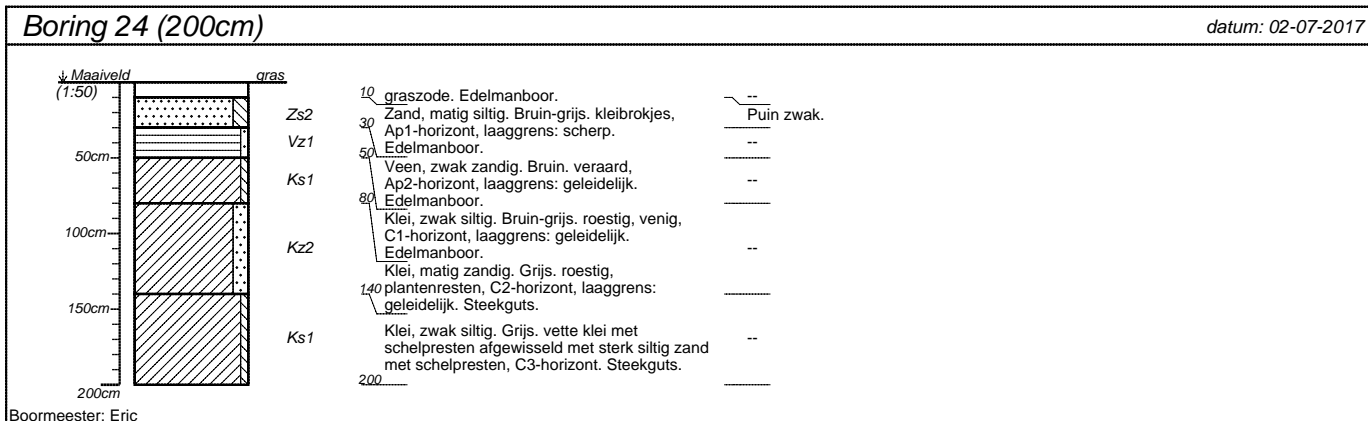 Boring 24 (200cm)
datum: 02-07-2017
Maaiveld
gras
(1:50)
50cm
100cm
150cm
200cm
Zs2
Vz1
Ks1
Kz2
Ks1
10
graszode. Edelmanboor.
--
Zand, matig siltig. Bruin-grijs. kleibrokjes,
Puin zwak.
30
Ap1-horizont, laaggrens: scherp.
Edelmanboor.
--
50
Veen, zwak zandig. Bruin. veraard,
Ap2-horizont, laaggrens: geleidelijk.
--
80
Edelmanboor.
Klei, zwak siltig. Bruin-grijs. roestig, venig,
C1-horizont, laaggrens: geleidelijk.
Edelmanboor.
--
Klei, matig zandig. Grijs. roestig,
140
plantenresten, C2-horizont, laaggrens:
geleidelijk. Steekguts.
Klei, zwak siltig. Grijs. vette klei met
--
schelpresten afgewisseld met sterk siltig zand
met schelpresten, C3-horizont. Steekguts.
200
Boormeester: Eric